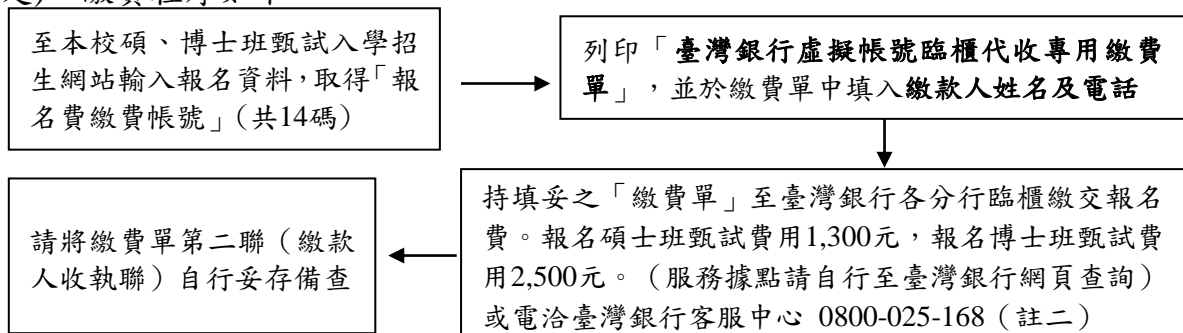 至本校碩、博士班甄試入學招
生網站輸入報名資料,取得「報
名費繳費帳號」(共14碼)
列印「臺灣銀行虛擬帳號臨櫃代收專用繳費
單」,並於繳費單中填入繳款人姓名及電話
持填妥之「繳費單」至臺灣銀行各分行臨櫃繳交報名
費。報名碩士班甄試費用1,300元,報名博士班甄試費
用2,500元。(服務據點請自行至臺灣銀行網頁查詢)
或電洽臺灣銀行客服中心 0800-025-168(註二)
請將繳費單第二聯(繳款
人收執聯)自行妥存備查